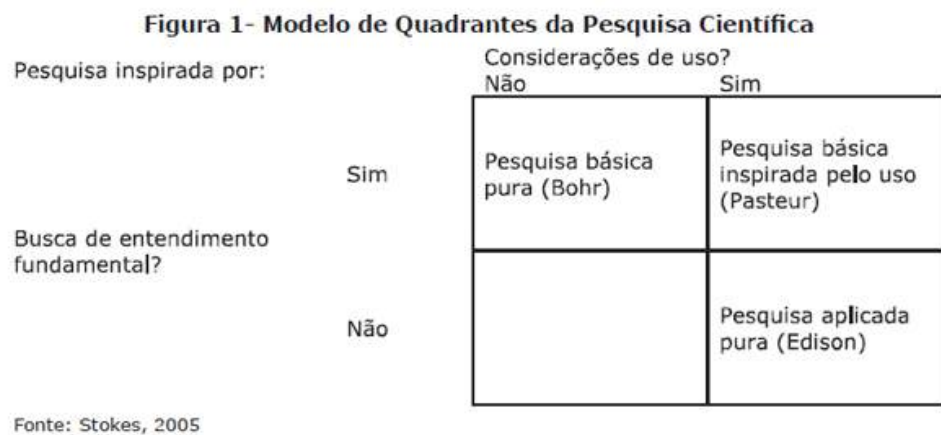 Figura 1- Modelo de Quadrantes da Pesquisa Científica
Pesquisa inspirada por:
Considerações de uso?
Não Sim
Sim
Pesquisa básica
pura (Bohr)
Pesquisa básica
inspirada pelo uso
(Pasteur)
Busca de entendimento
fundamental?
Não
Pesquisa aplicada
pura (Edison)
Fonte: Stokes, 2005